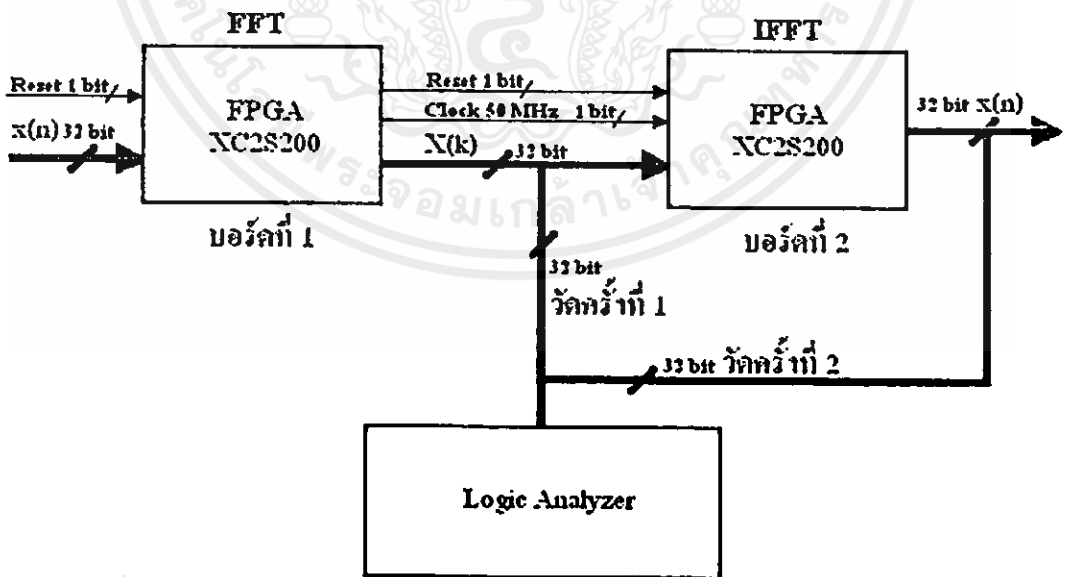 FFT
IFFT
Reset 1 bit
x(n) 32 bit
FPGA
XC2S200
Reset 1 bit
Clock 50 MHz 1 bit
X(k) 32 bit
FPGA
XC2S200
32 bit x(n)
บอร์ดที่ 1
บอร์ดที่ 2
32 bit
วัดครั้งที่ 1
32 bit วัดครั้งที่ 2
Logic Analyzer